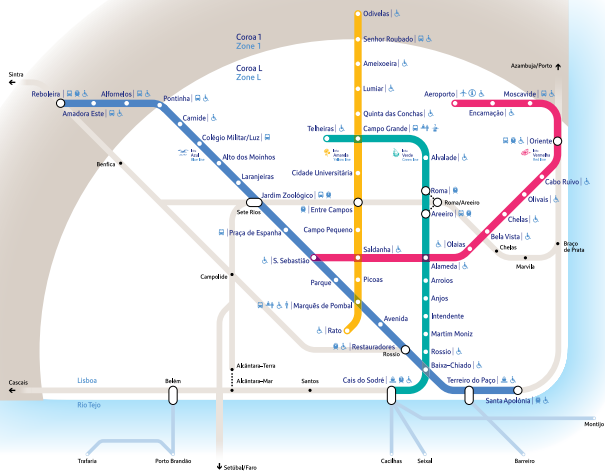 Odivelas
Coroa 1
Zone 1
Senhor Roubado
Ameixoeira
Coroa L
Zone L
Azambuja/Porto
Sintra
Lumiar
Reboleira
Alfornelos
Pontinha
Aeroporto
Moscavide
Amadora Este
Quinta das Conchas
Encarnação
Carnide
Telheiras
Campo Grande
Colégio Militar/Luz
Oriente
Linha
Azul
Blue line
Linha
Amarela
Yellow line
Linha
Verde
Green line
Linha
Vermelha
Red line
Alto dos Moinhos
Alvalade
Benfica
Cidade Universitária
Laranjeiras
Cabo Ruivo
Roma
Jardim Zoológico
Olivais
Sete Rios
Entre Campos
Roma/Areeiro
Areeiro
Chelas
Praça de Espanha
Campo Pequeno
Bela Vista
Olaias
Saldanha
Chelas
Braço
de Prata
S. Sebastião
Alameda
Marvila
Campolide
Parque
Picoas
Arroios
Anjos
Marquês de Pombal
Intendente
Avenida
Rato
Martim Moniz
Restauradores
Rossio
Rossio
Alcântara-Terra
Baixa-Chiado
Lisboa
Belém
Alcântara-Mar
Santos
Cais do Sodré
Terreiro do Paço
Cascais
Santa Apolónia
Rio Tejo
Montijo
Trafaria
Porto Brandão
Cacilhas
Seixal
Barreiro
Setúbal/Faro